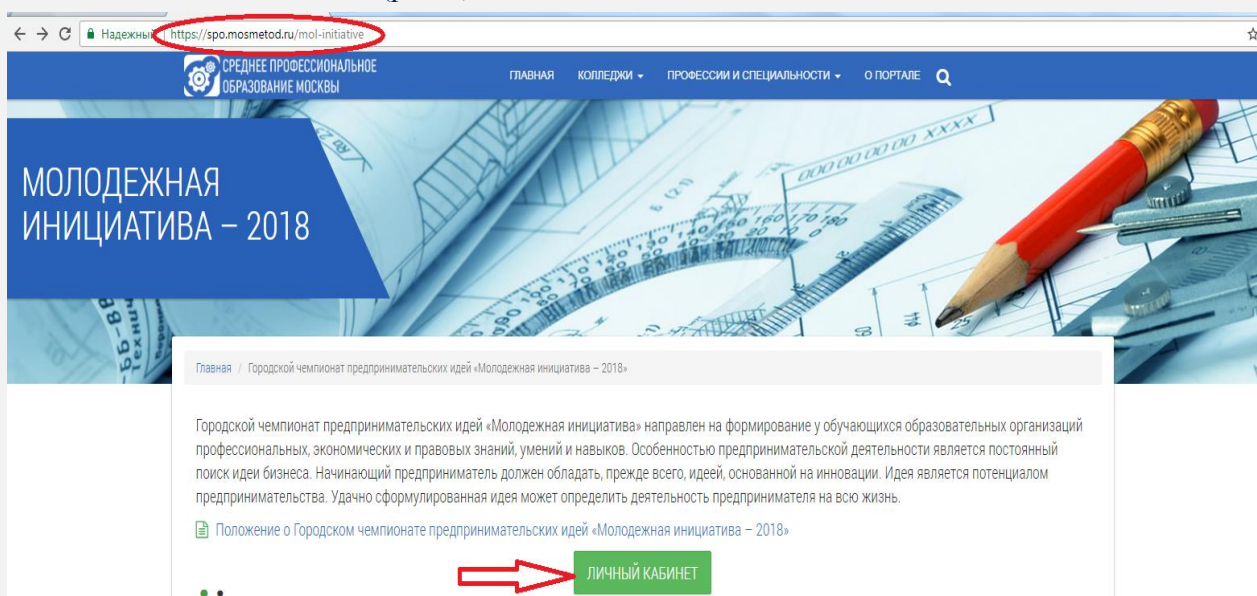 Надежный
https://spo.mosmetod.ru/mol-initiative
СРЕДНЕЕ ПРОФЕССИОНАЛЬНОЕ
ОБРАЗОВАНИЕ МОСКВЫ
ГЛАВНАЯ КОЛЛЕДЖИ ПРОФЕССИИ И СПЕЦИАЛЬНОСТИ О ПОРТАЛЕ
МОЛОДЕЖНАЯ
ИНИЦИАТИВА – 2018
Главная / Городской чемпионат предпринимательских идей «Молодежная инициатива – 2018»
Городской чемпионат предпринимательских идей «Молодежная инициатива» направлен на формирование у обучающихся образовательных организаций
профессиональных, экономических и правовых знаний, умений и навыков. Особенностью предпринимательской деятельности является постоянный
поиск идеи бизнеса. Начинающий предприниматель должен обладать, прежде всего, идеей, основанной на инновации. Идея является потенциалом
предпринимательства. Удачно сформулированная идея может определить деятельность предпринимателя на всю жизнь.
Положение о Городском чемпионате предпринимательских идей «Молодежная инициатива – 2018»
ЛИЧНЫЙ КАБИНЕТ